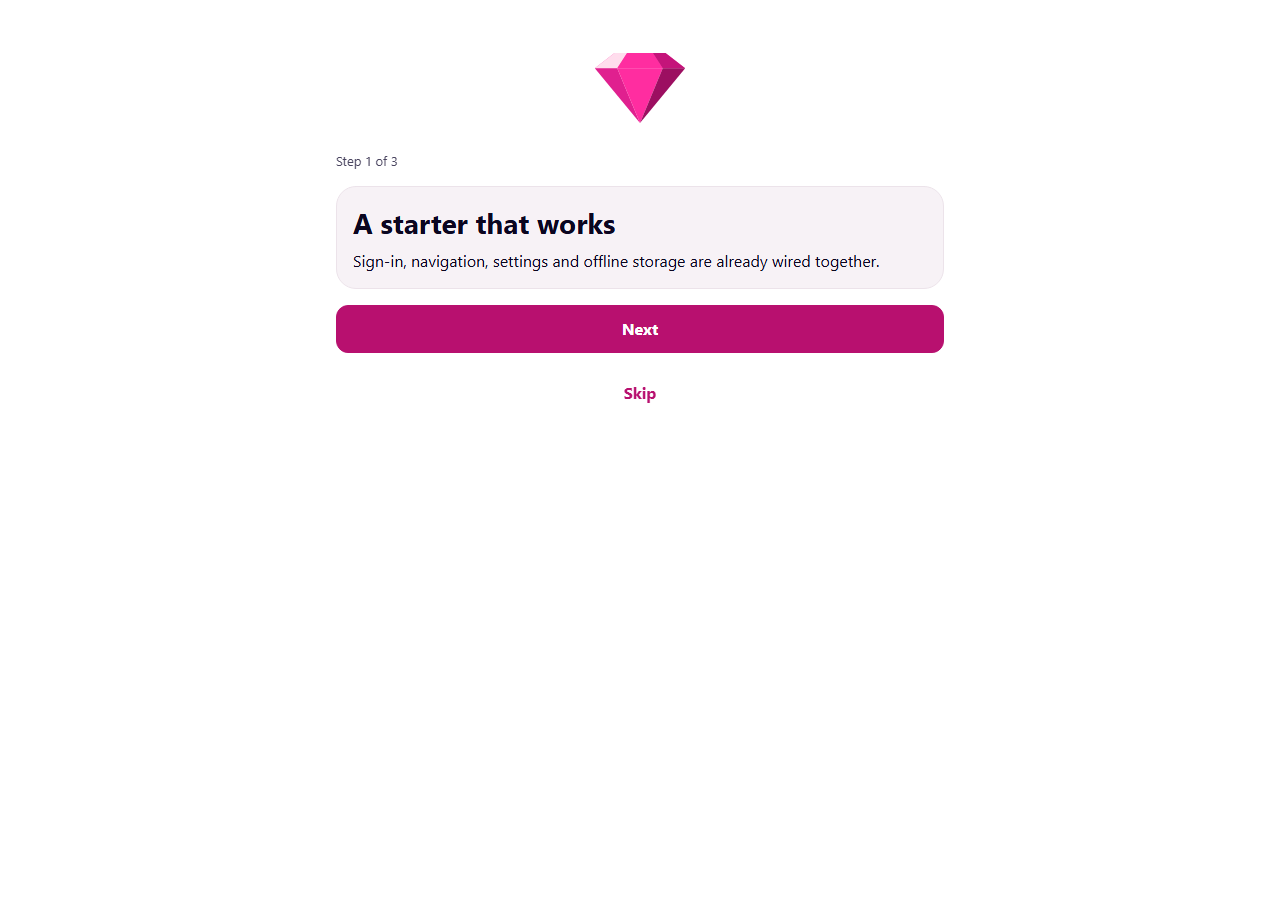 Step 1 of 3
A starter that works
Sign-in, navigation, settings and offline storage are already wired together.
Next
Skip